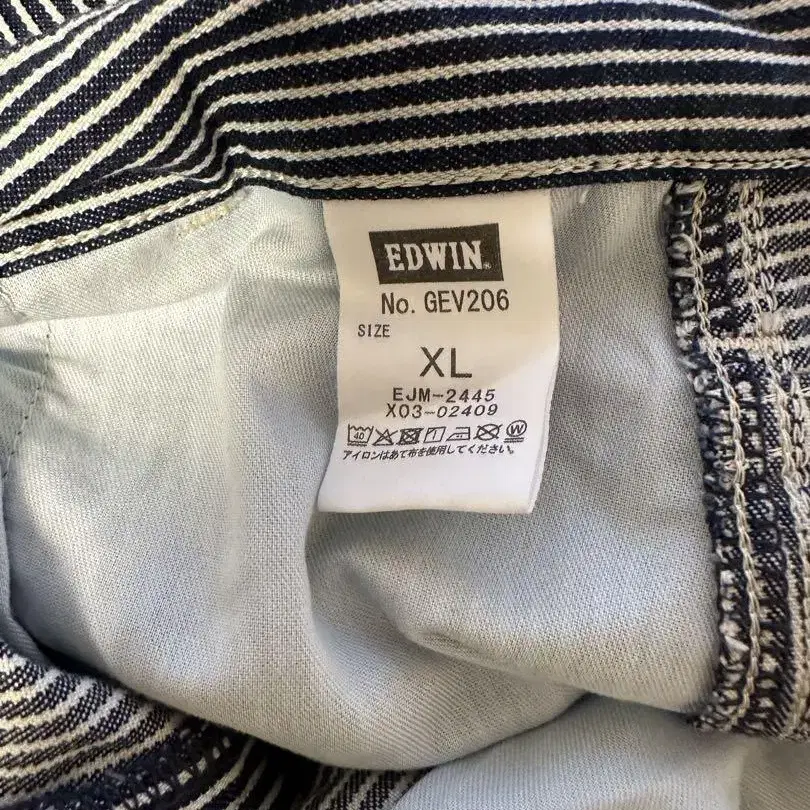 EDWIN.
No. GEV206
SIZE
XL
EJM-2445
X03-02409
40 W
アイロンはあて布を使用してください。